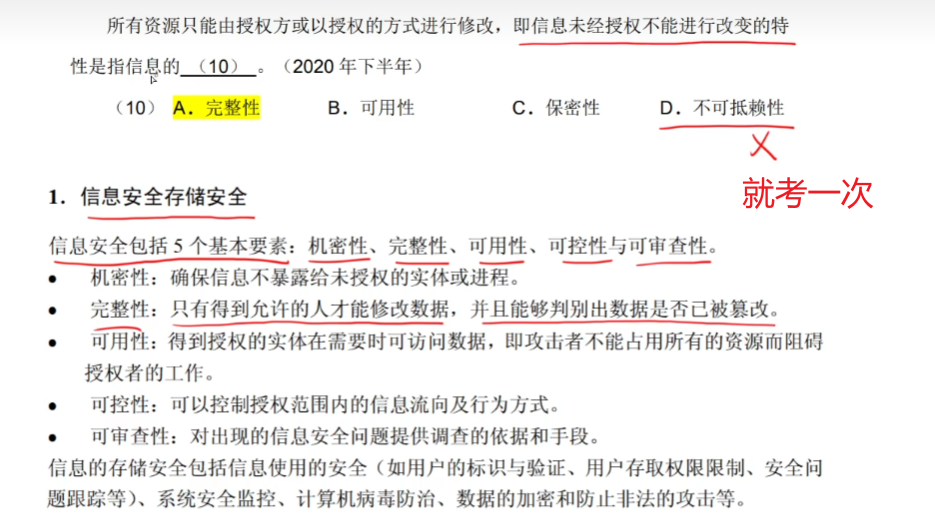 所有资源只能由授权方或以授权的方式进行修改，即信息未经授权不能进行改变的特
性是指信息的 （10） 。（2020 年下半年）
（10） A．完整性 B．可用性 C．保密性 D．不可抵赖性
就考一次
1．信息安全存储安全
信息安全包括 5 个基本要素：机密性、完整性、可用性、可控性与可审查性。
● 机密性：确保信息不暴露给未授权的实体或进程。
● 完整性：只有得到允许的人才能修改数据，并且能够判别出数据是否已被篡改。
● 可用性：得到授权的实体在需要时可访问数据，即攻击者不能占用所有的资源而阻碍
授权者的工作。
● 可控性：可以控制授权范围内的信息流向及行为方式。
● 可审查性：对出现的信息安全问题提供调查的依据和手段。
信息的存储安全包括信息使用的安全（如用户的标识与验证、用户存取权限限制、安全问
题跟踪等）、系统安全监控、计算机病毒防治、数据的加密和防止非法的攻击等。